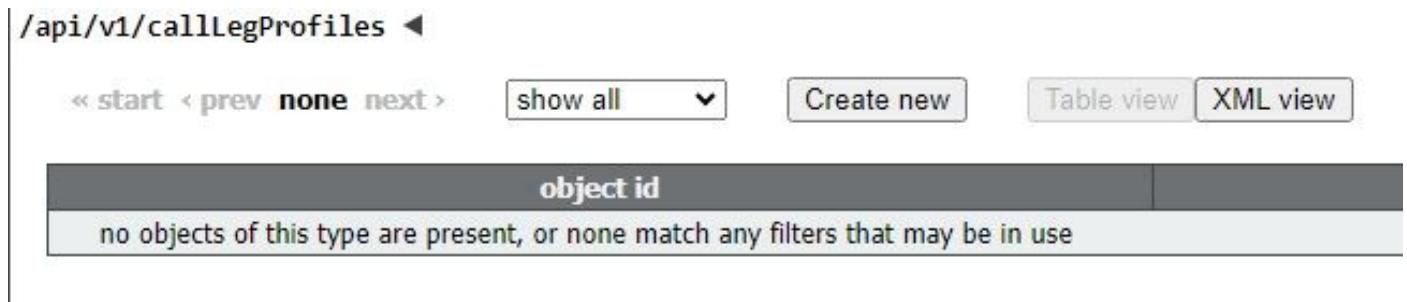 /api/v1/callLegProfiles ◄
« start ‹ prev none next › show all Create new Table view XML view
object id
no objects of this type are present, or none match any filters that may be in use